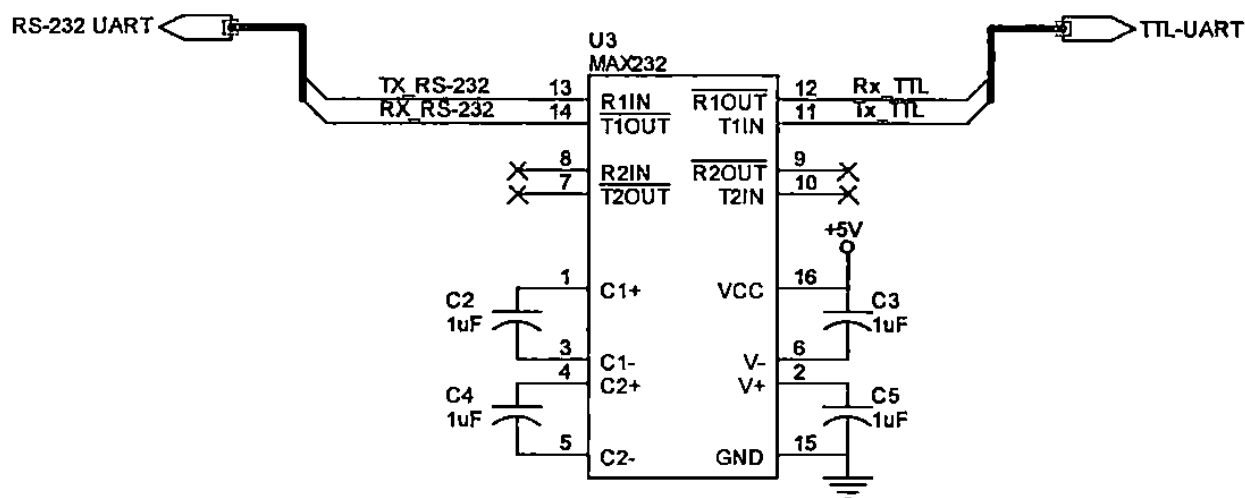 RS-232 UART
TTL-UART
U3
MAX232
TX_RS-232 13 R1IN R1OUT 12 Rx_TTL
RX_RS-232 14 T1OUT T1IN 11 Tx_TTL
8 R2IN R2OUT 9
7 T2OUT T2IN 10
+5V
1 C1+ VCC 16
C2 C3
1uF 1uF
3 C1- V- 6
4 C2+ V+ 2
C4 C5
1uF 1uF
5 C2- GND 15